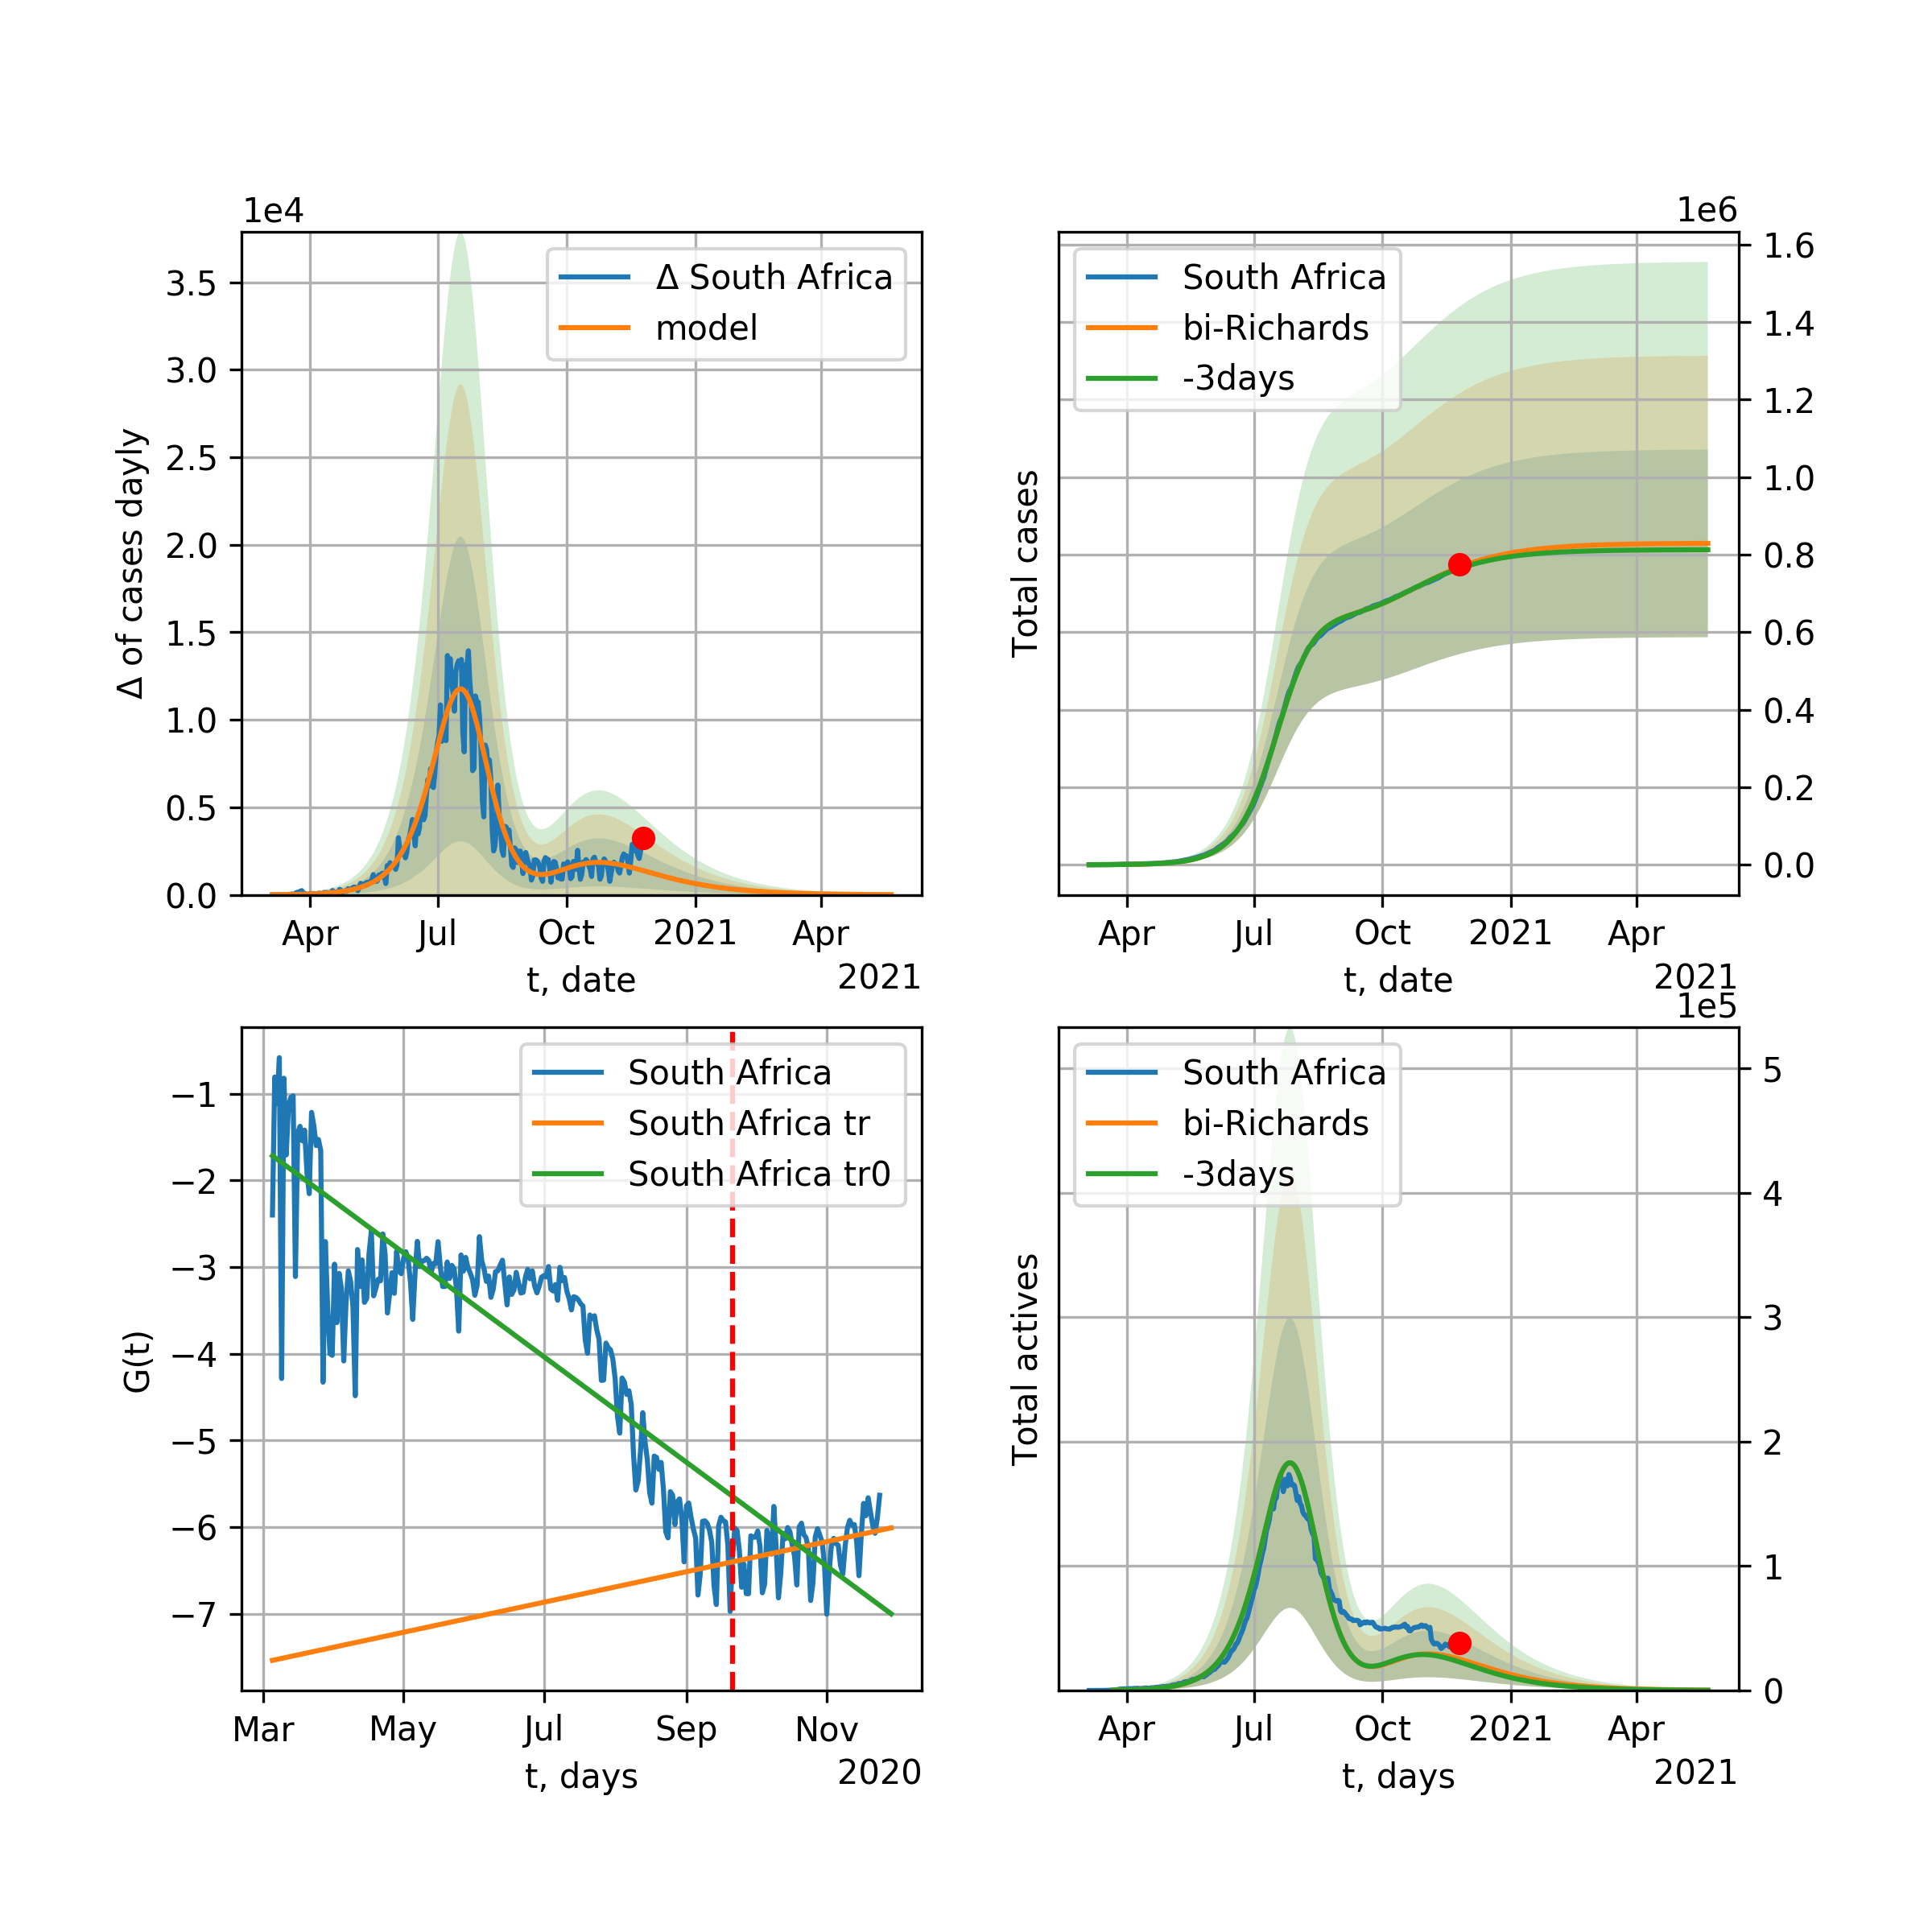 1e4
3.5
3.0
2.5
2.0
1.5
1.0
0.5
0.0
Δ of cases dayly
Δ South Africa
model
Apr Jul Oct 2021 Apr
t, date
2021
1e6
1.6
1.4
1.2
1.0
0.8
0.6
0.4
0.2
0.0
Total cases
South Africa
bi-Richards
-3days
Apr Jul Oct 2021 Apr
t, date
2021
−1
−2
−3
−4
−5
−6
−7
G(t)
South Africa
South Africa tr
South Africa tr0
Mar May Jul Sep Nov
t, days
2020
1e5
5
4
3
2
1
0
Total actives
South Africa
bi-Richards
-3days
Apr Jul Oct 2021 Apr
t, days
2021